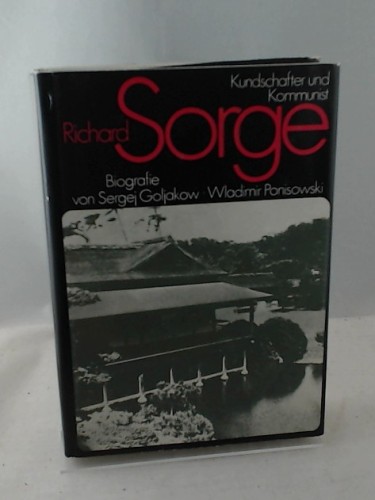 Kundschafter und
Kommunist
Richard Sorge
Biografie
von Sergej Goljakow Wladimir Ponisowski